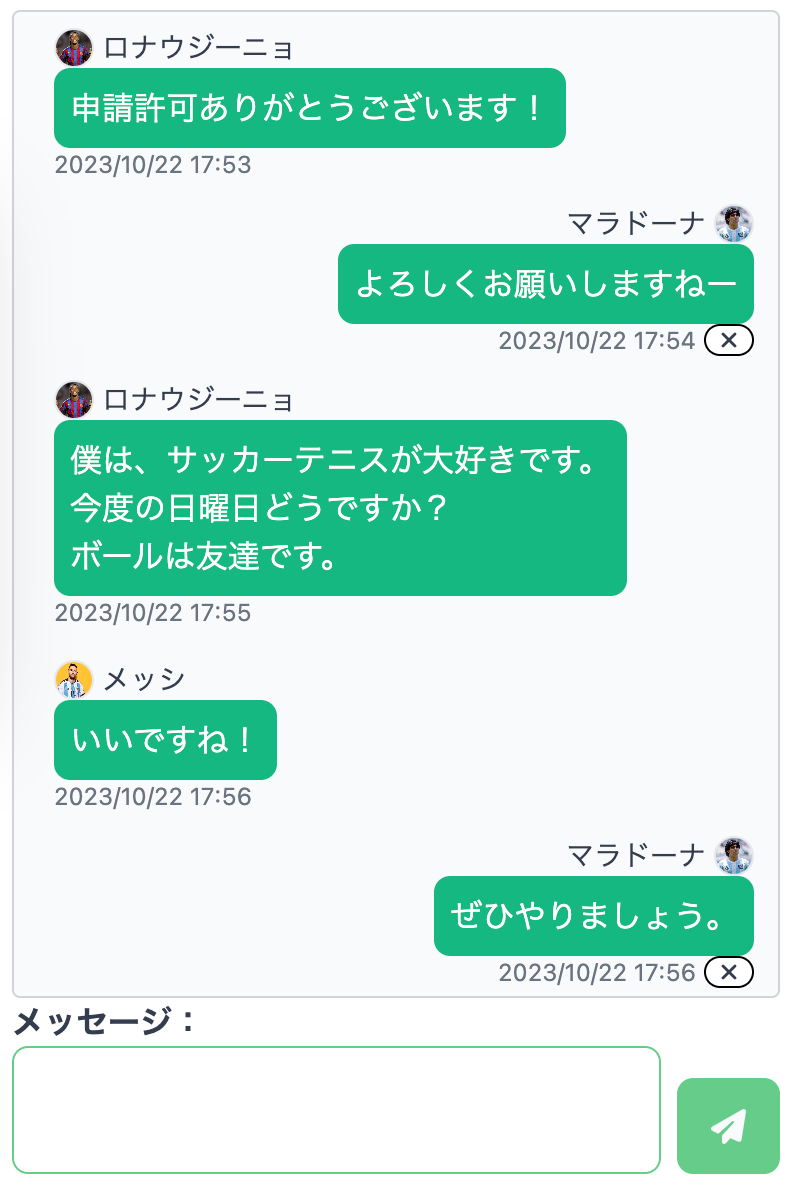 ロナウジーニョ
申請許可ありがとうございます！
2023/10/22 17:53
マラドーナ
よろしくお願いしますねー
2023/10/22 17:54
ロナウジーニョ
僕は、サッカーテニスが大好きです。
今度の日曜日どうですか？
ボールは友達です。
2023/10/22 17:55
メッシ
いいですね！
2023/10/22 17:56
マラドーナ
ぜひやりましょう。
2023/10/22 17:56
メッセージ：